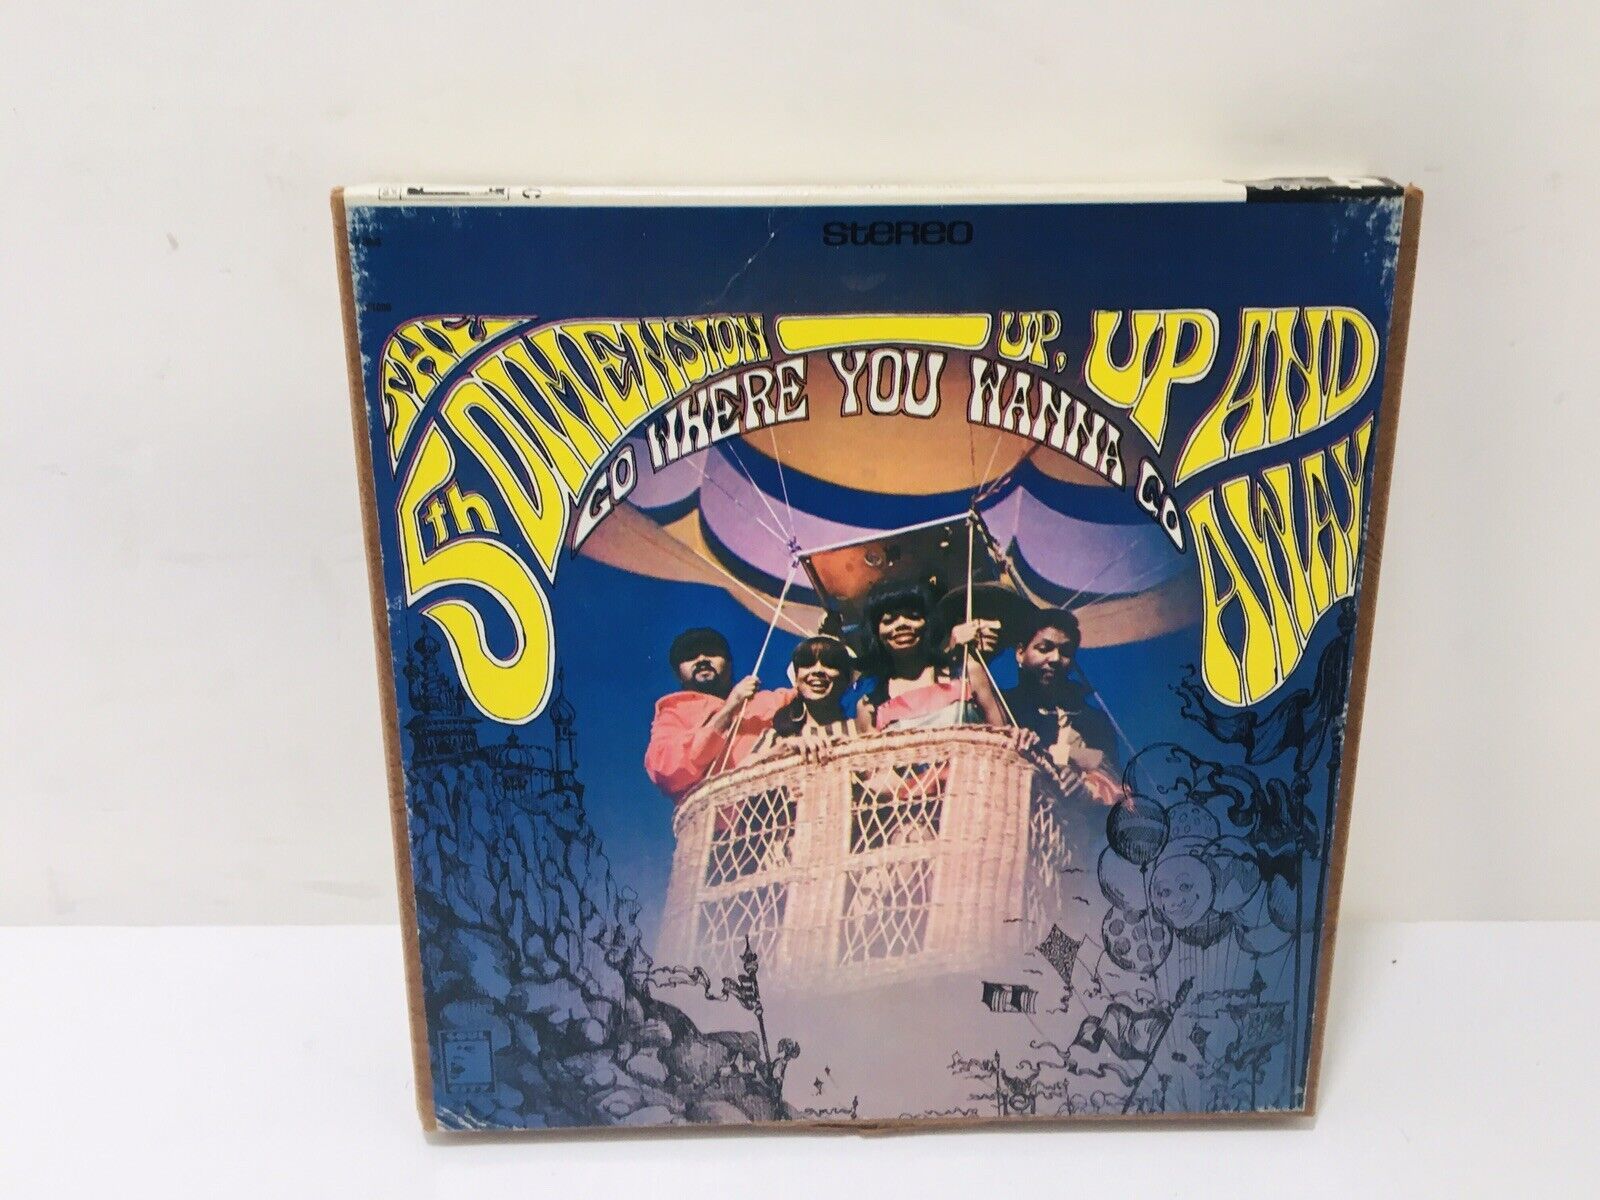 STEREO
THE 5th DIMENSION — UP, UP AND AWAY
GO WHERE YOU WANNA GO